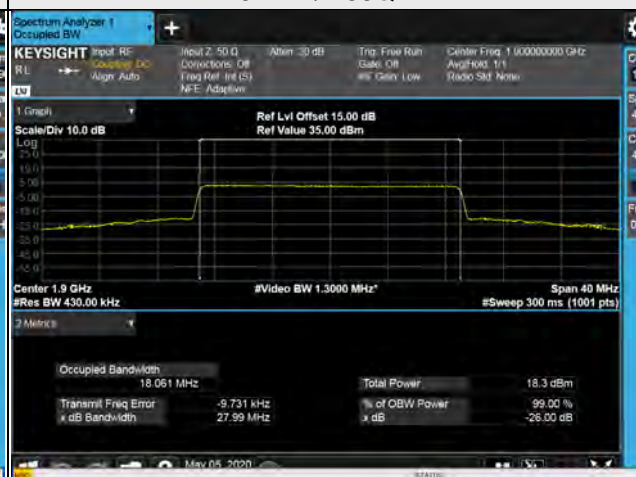 Spectrum Analyzer 1
Occupied BW
+
KEYSIGHT Input: RF
Coupling: DC
Align: Auto
Input Z: 50 Ω
Corrections: Off
Freq Ref: Int (S)
NFE: Adaptive
Atten: 30 dB
Trig: Free Run
Gate: Off
#IF Gain: Low
Center Freq: 1.900000000 GHz
Avg|Hold: 1/1
Radio Std: None
RL
LXI
1 Graph
Scale/Div 10.0 dB
Ref Lvl Offset 15.00 dB
Ref Value 35.00 dBm
Log
25.0
15.0
5.00
-5.00
-15.0
-25.0
-35.0
-45.0
-55.0
Center 1.9 GHz
#Res BW 430.00 kHz
#Video BW 1.3000 MHz*
Span 40 MHz
#Sweep 300 ms (1001 pts)
2 Metrics
Occupied Bandwidth
18.061 MHz
Total Power 18.3 dBm
Transmit Freq Error -9.731 kHz
% of OBW Power 99.00 %
x dB Bandwidth 27.99 MHz
x dB -26.00 dB
May 05, 2020
STATUS